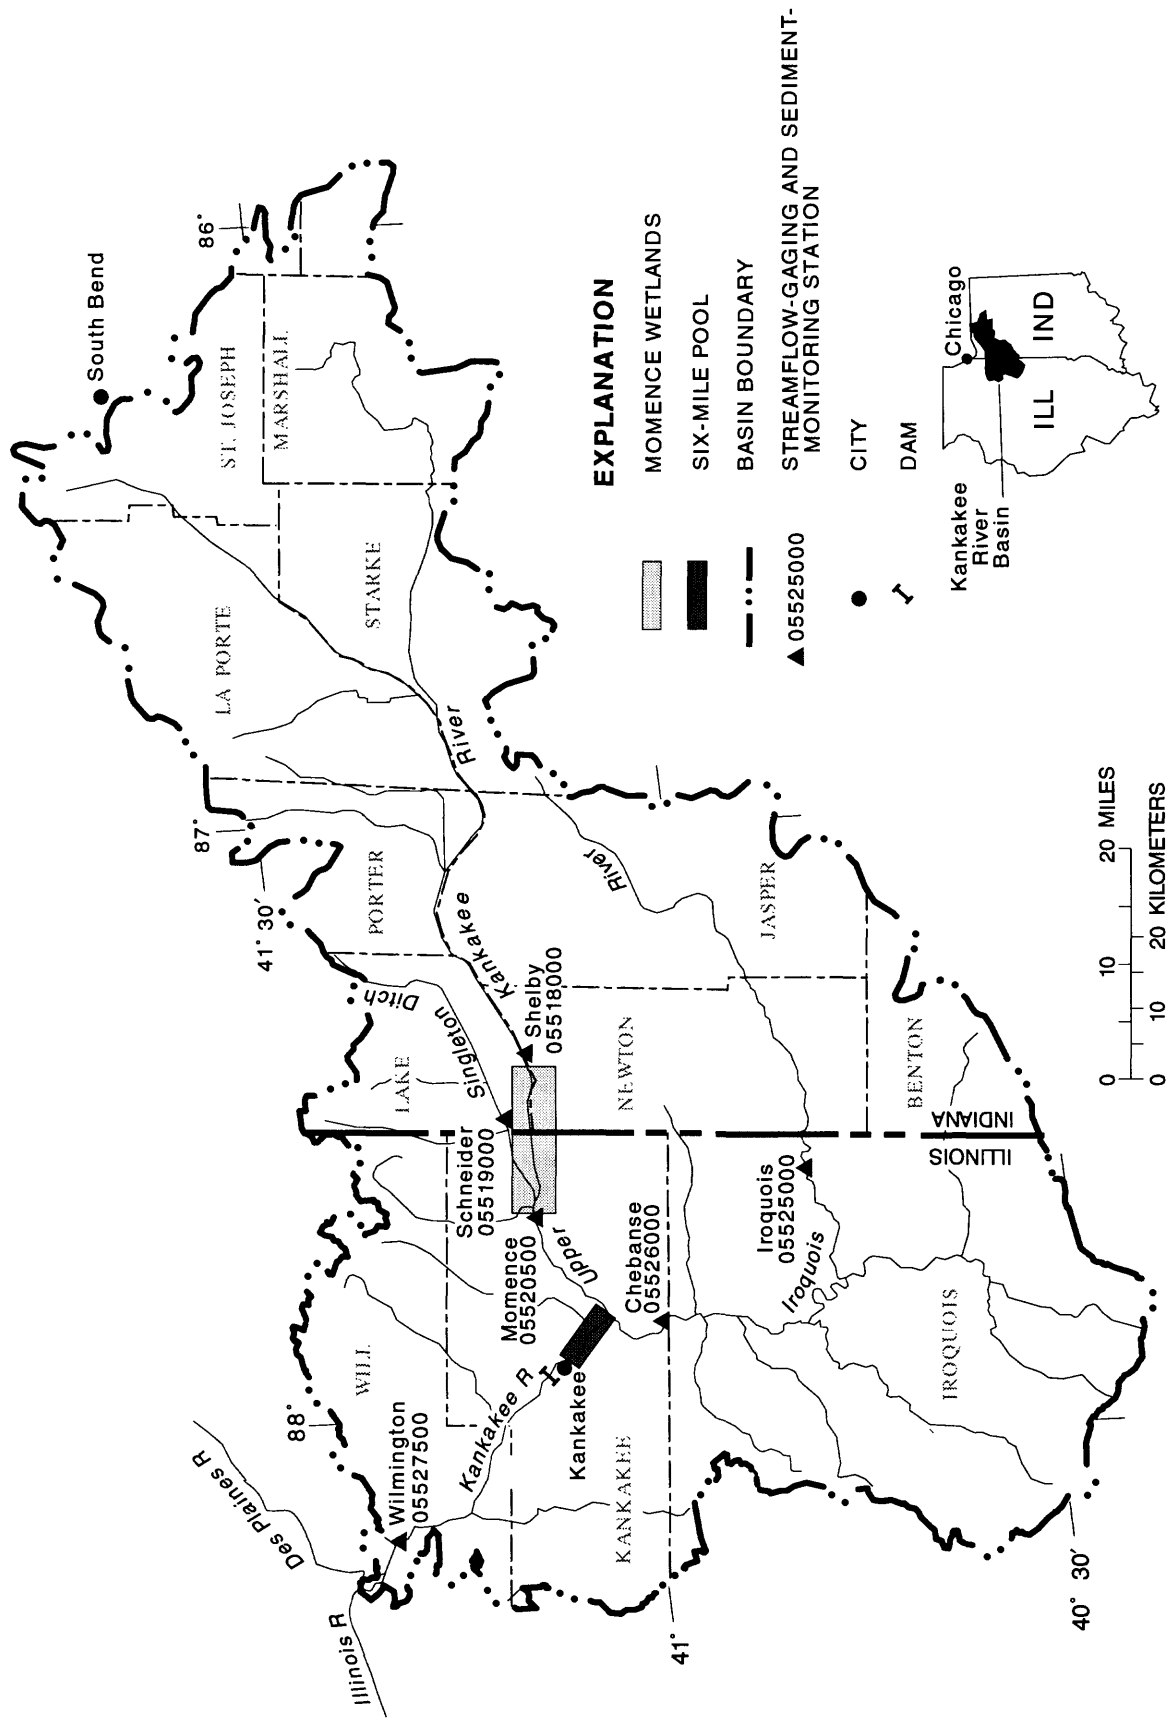 South Bend
86°
ST. JOSEPH
MARSHALL
LA PORTE
STARKE
87°
41° 30'
PORTER
River
Kankakee
River
JASPER
Ditch
Singleton
LAKE
Shelby
05518000
NEWTON
BENTON
INDIANA
ILLINOIS
Schneider
05519000
Momence
05520500
Upper
Chebanse
05526000
Iroquois
05525000
Iroquois
IROQUOIS
WILL
88°
Wilmington
05527500
Kankakee R
Kankakee
KANKAKEE
Des Plaines R
Illinois R
41°
40° 30'
EXPLANATION
MOMENCE WETLANDS
SIX-MILE POOL
BASIN BOUNDARY
05525000 STREAMFLOW-GAGING AND SEDIMENT-
MONITORING STATION
CITY
DAM
Chicago
ILL IND
Kankakee
River
Basin
0 10 20 MILES
0 10 20 KILOMETERS